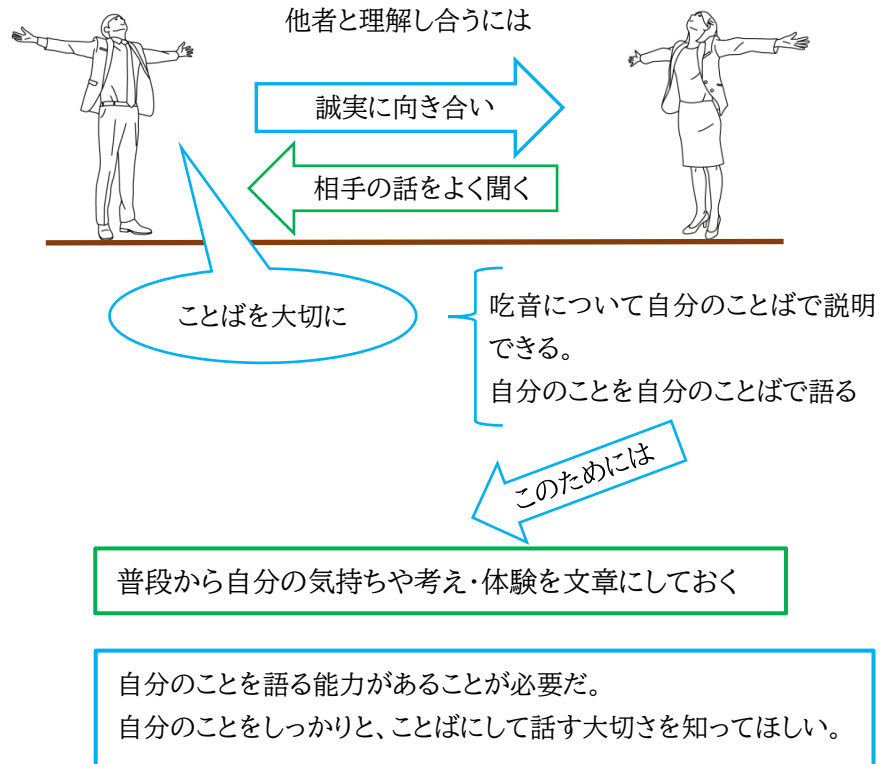 他者と理解し合うには
誠実に向き合い
相手の話をよく聞く
ことばを大切に
吃音について自分のことばで説明
できる。
自分のことを自分のことばで語る
このためには
普段から自分の気持ちや考え・体験を文章にしておく
自分のことを語る能力があることが必要だ。
自分のことをしっかりと、ことばにして話す大切さを知ってほしい。